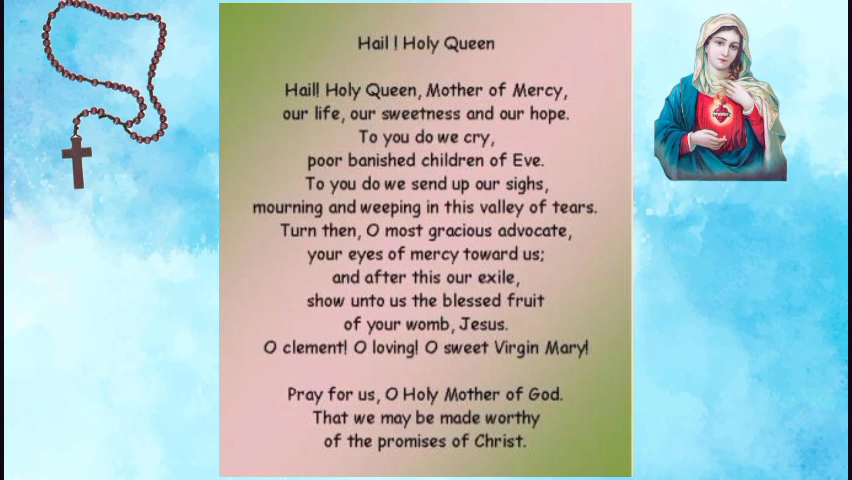 Hail ! Holy Queen
Hail! Holy Queen, Mother of Mercy,
our life, our sweetness and our hope.
To you do we cry,
poor banished children of Eve.
To you do we send up our sighs,
mourning and weeping in this valley of tears.
Turn then, O most gracious advocate,
your eyes of mercy toward us;
and after this our exile,
show unto us the blessed fruit
of your womb, Jesus.
O clement! O loving! O sweet Virgin Mary!
Pray for us, O Holy Mother of God.
That we may be made worthy
of the promises of Christ.